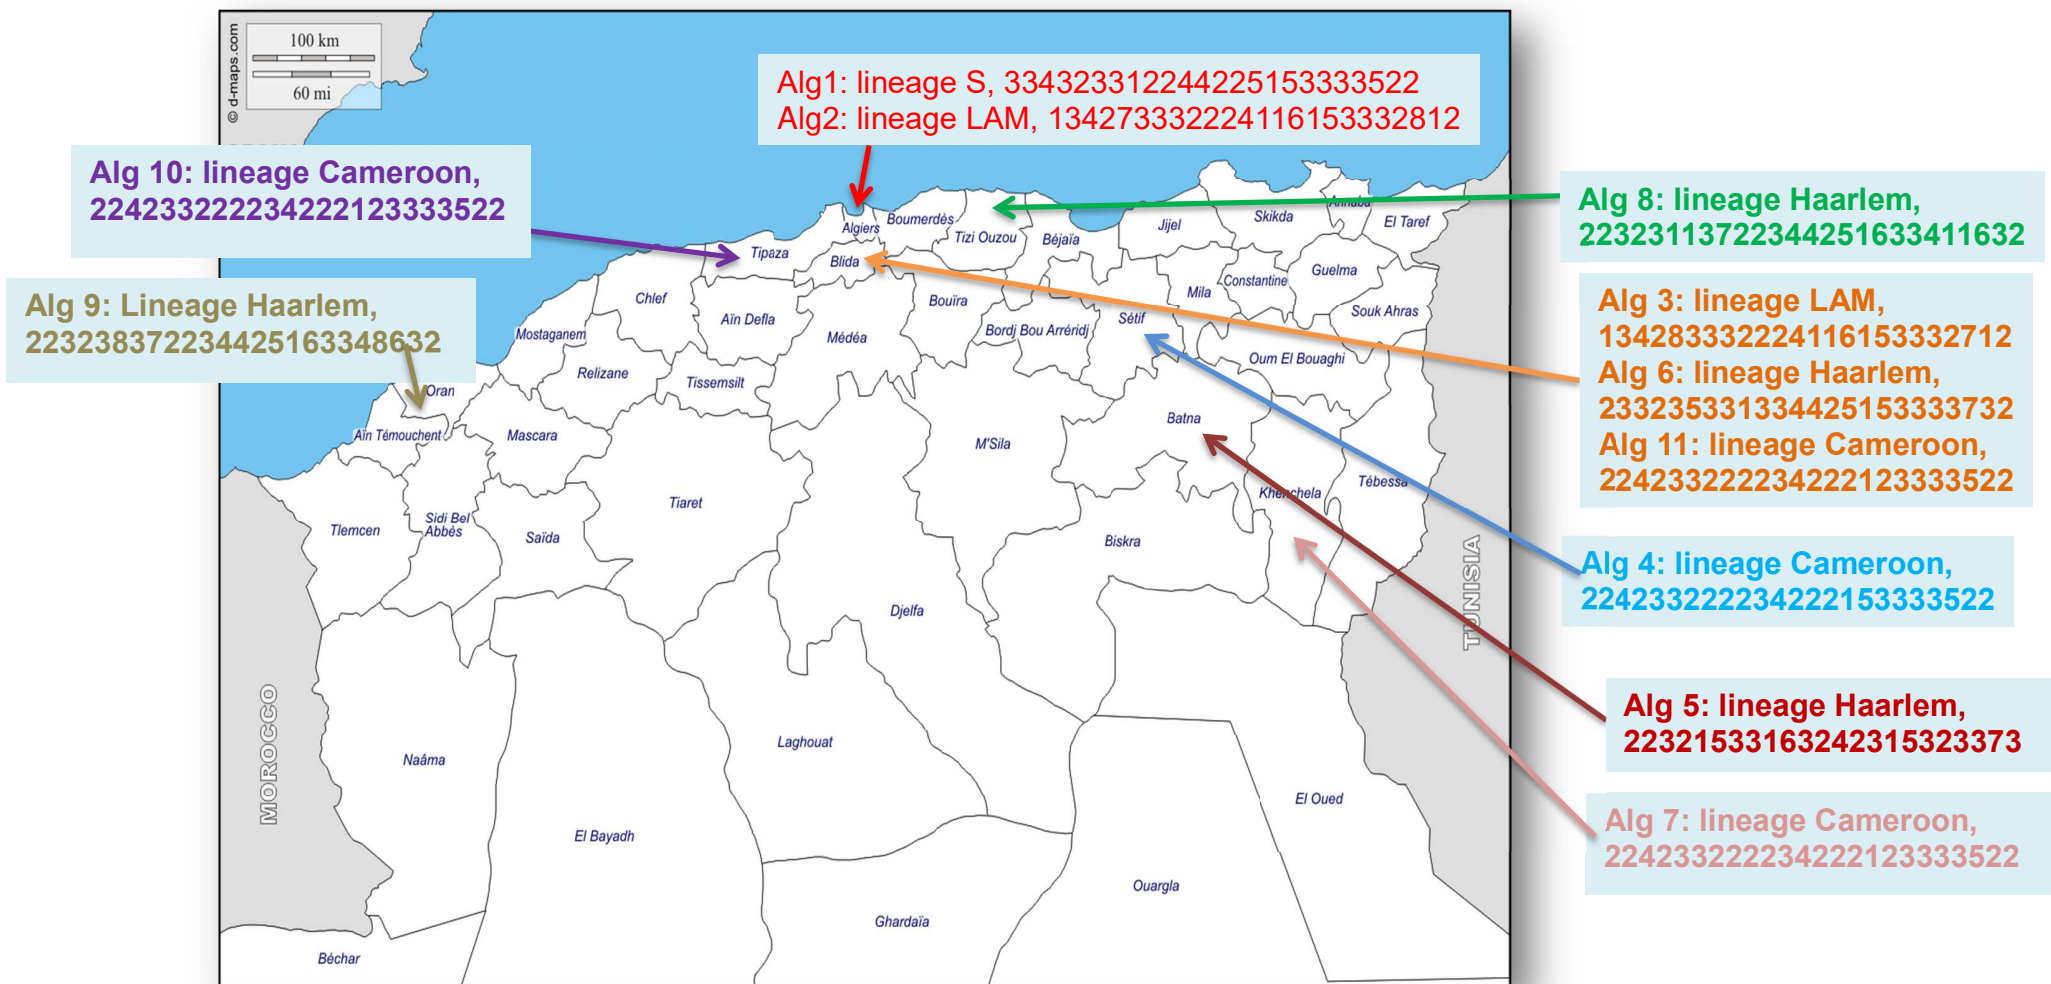 © d-maps.com
100 km
60 mi
Alg1: lineage S, 334323312244225153333522
Alg2: lineage LAM, 134273332224116153332812
Alg 10: lineage Cameroon,
224233222234222123333522
Alg 9: Lineage Haarlem,
223238372234425163348632
Alg 8: lineage Haarlem,
2232311372234425163341​1632
Alg 3: lineage LAM,
134283332224116153332712
Alg 6: lineage Haarlem,
233235331334425153333732
Alg 11: lineage Cameroon,
224233222234222123333522
Alg 4: lineage Cameroon,
224233222234222153333522
Alg 5: lineage Haarlem,
22321533163242315323373
Alg 7: lineage Cameroon,
224233222234222123333522
Algiers
Boumerdès
Tizi Ouzou
Béjaïa
Jijel
Skikda
Annaba
El Taref
Tipaza
Blida
Bouïra
Mila
Constantine
Guelma
Souk Ahras
Chlef
Aïn Defla
Médéa
Bordj Bou Arréridj
Sétif
Oum El Bouaghi
Mostaganem
Relizane
Tissemsilt
Oran
Aïn Témouchent
Mascara
M'Sila
Batna
Khenchela
Tébessa
Tlemcen
Sidi Bel
Abbès
Saïda
Tiaret
Biskra
Djelfa
TUNISIA
MOROCCO
Naâma
Laghouat
El Bayadh
El Oued
Ouargla
Ghardaïa
Béchar